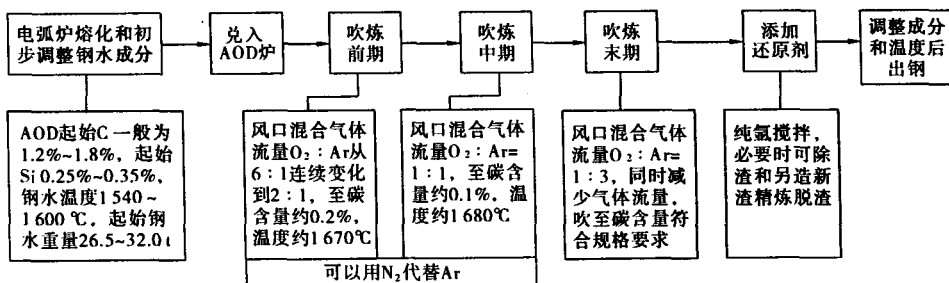 电弧炉熔化和初
步调整钢水成分
兑入
AOD炉
吹炼
前期
吹炼
中期
吹炼
末期
添加
还原剂
调整成分
和温度后
出钢
AOD起始C一般为
1.2%~1.8%，起始
Si 0.25%~0.35%，
钢水温度1 540~
1 600℃，起始钢
水重量26.5~32.0 t
风口混合气体
流量O₂：Ar从
6：1连续变化
到2：1，至碳
含量约0.2%，
温度约1 670℃
风口混合气体
流量O₂：Ar=
1：1，至碳含
量约0.1%，温
度约1 680℃
风口混合气体
流量O₂：Ar=
1：3，同时减
少气体流量，
吹至碳含量符
合规格要求
纯氩搅拌，
必要时可除
渣和另造新
渣精炼脱渣
可以用N₂代替Ar